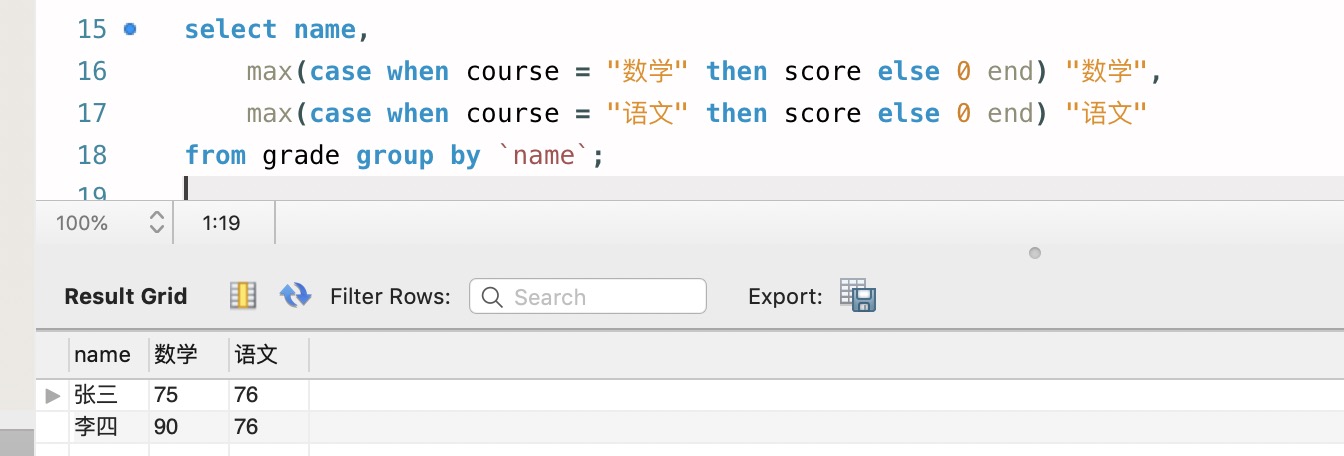 15 select name,
16 max(case when course = "数学" then score else 0 end) "数学",
17 max(case when course = "语文" then score else 0 end) "语文"
18 from grade group by `name`;
19
100% 1:19
Result Grid Filter Rows: Search Export:
name 数学 语文
张三 75 76
李四 90 76